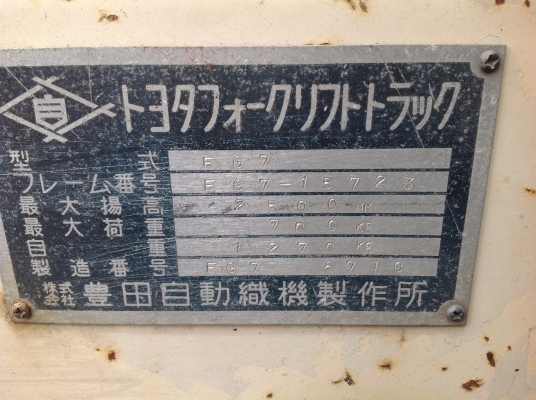 自 トヨタフォークリフトトラック
型式 FG7
フレーム番号 FG7-15723
最大揚高 2500 MM
最大荷重 700 KG
自重 1270 KG
製造番号 FG7 6716
株式会社 豊田自動織機製作所